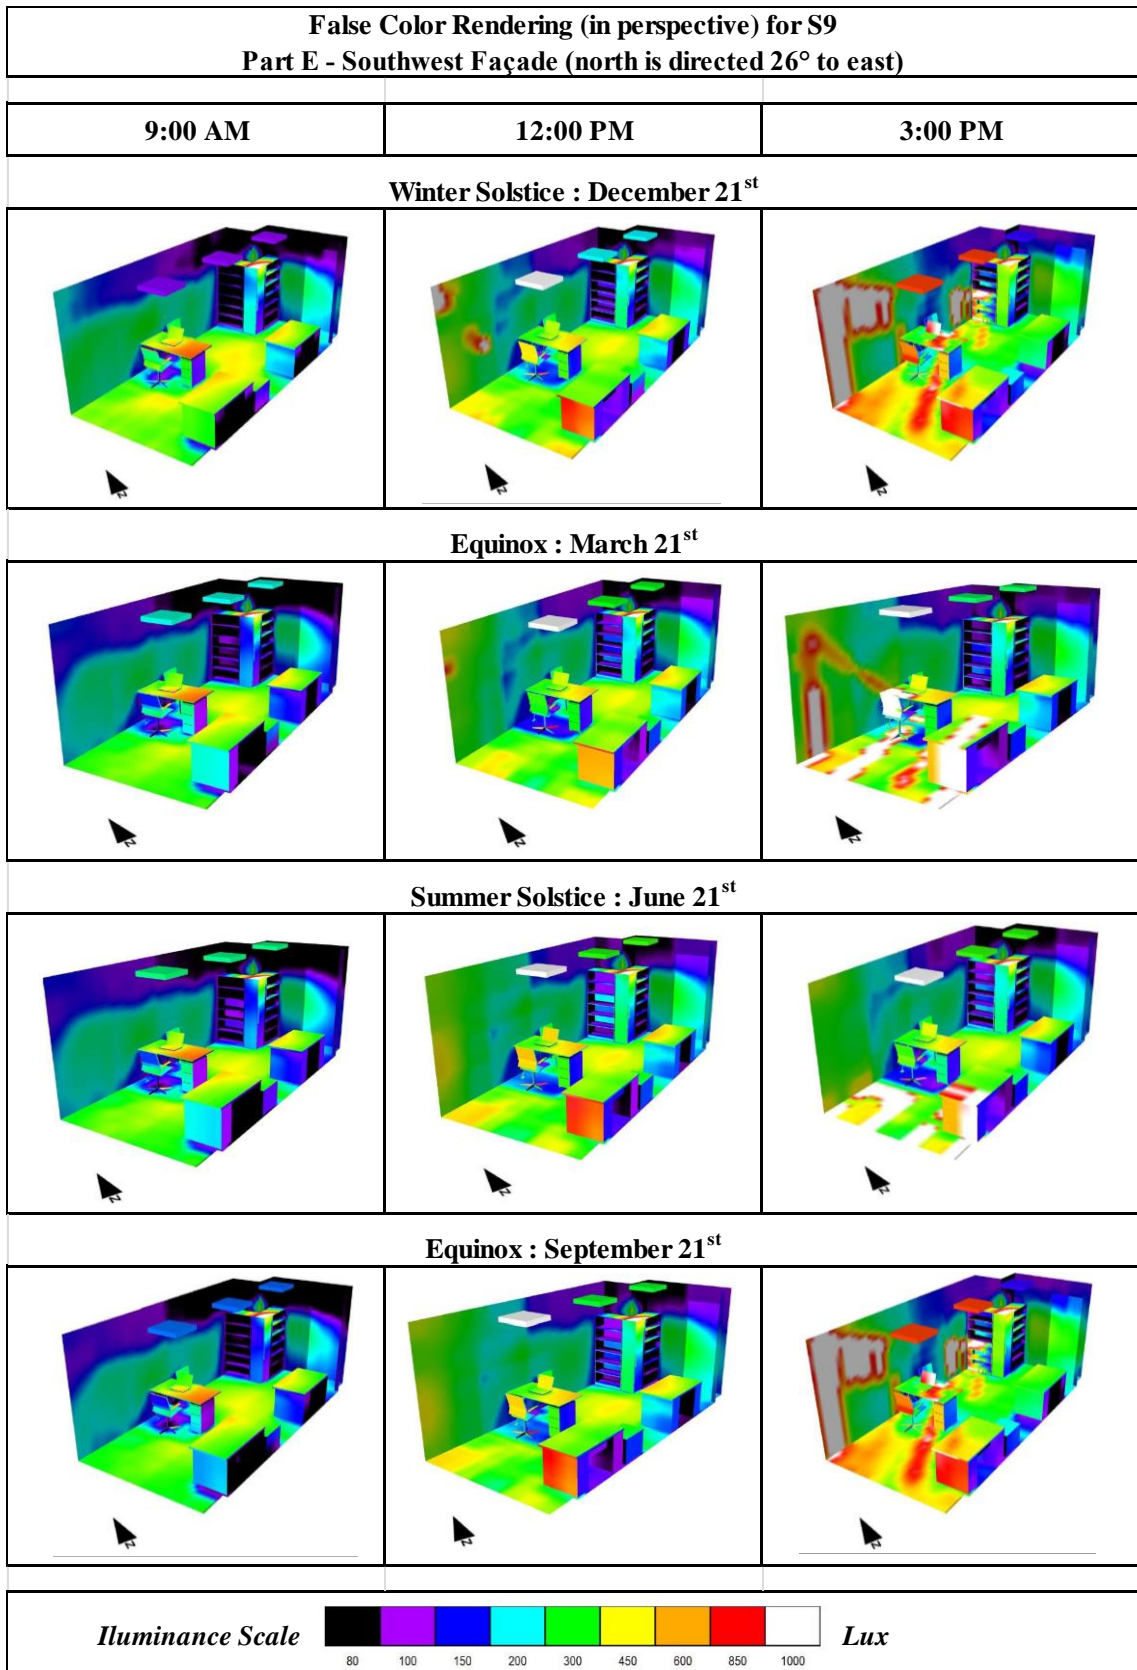 False Color Rendering (in perspective) for S9
Part E - Southwest Façade (north is directed 26° to east)
9:00 AM 12:00 PM 3:00 PM
Winter Solstice : December 21st
N N N
Equinox : March 21st
N N N
Summer Solstice : June 21st
N N N
Equinox : September 21st
N N N
Iluminance Scale Lux
80 100 150 200 300 450 600 850 1000